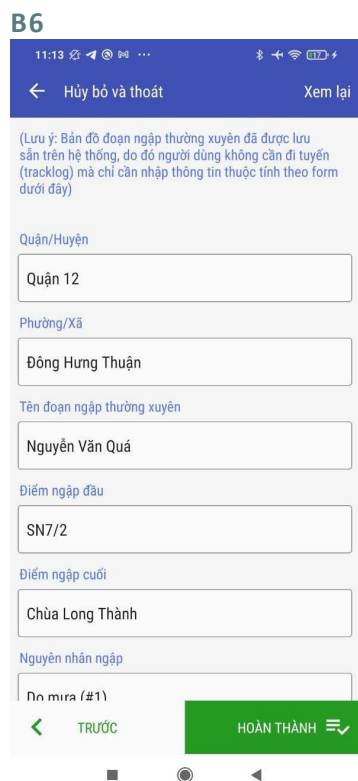 B6
11:13
17
Hủy bỏ và thoát Xem lại
(Lưu ý: Bản đồ đoạn ngập thường xuyên đã được lưu
sẵn trên hệ thống, do đó người dùng không cần đi tuyến
(tracklog) mà chỉ cần nhập thông tin thuộc tính theo form
dưới đây)
Quận/Huyện
Quận 12
Phường/Xã
Đông Hưng Thuận
Tên đoạn ngập thường xuyên
Nguyễn Văn Quá
Điểm ngập đầu
SN7/2
Điểm ngập cuối
Chùa Long Thành
Nguyên nhân ngập
Do mưa (#1)
TRƯỚC HOÀN THÀNH